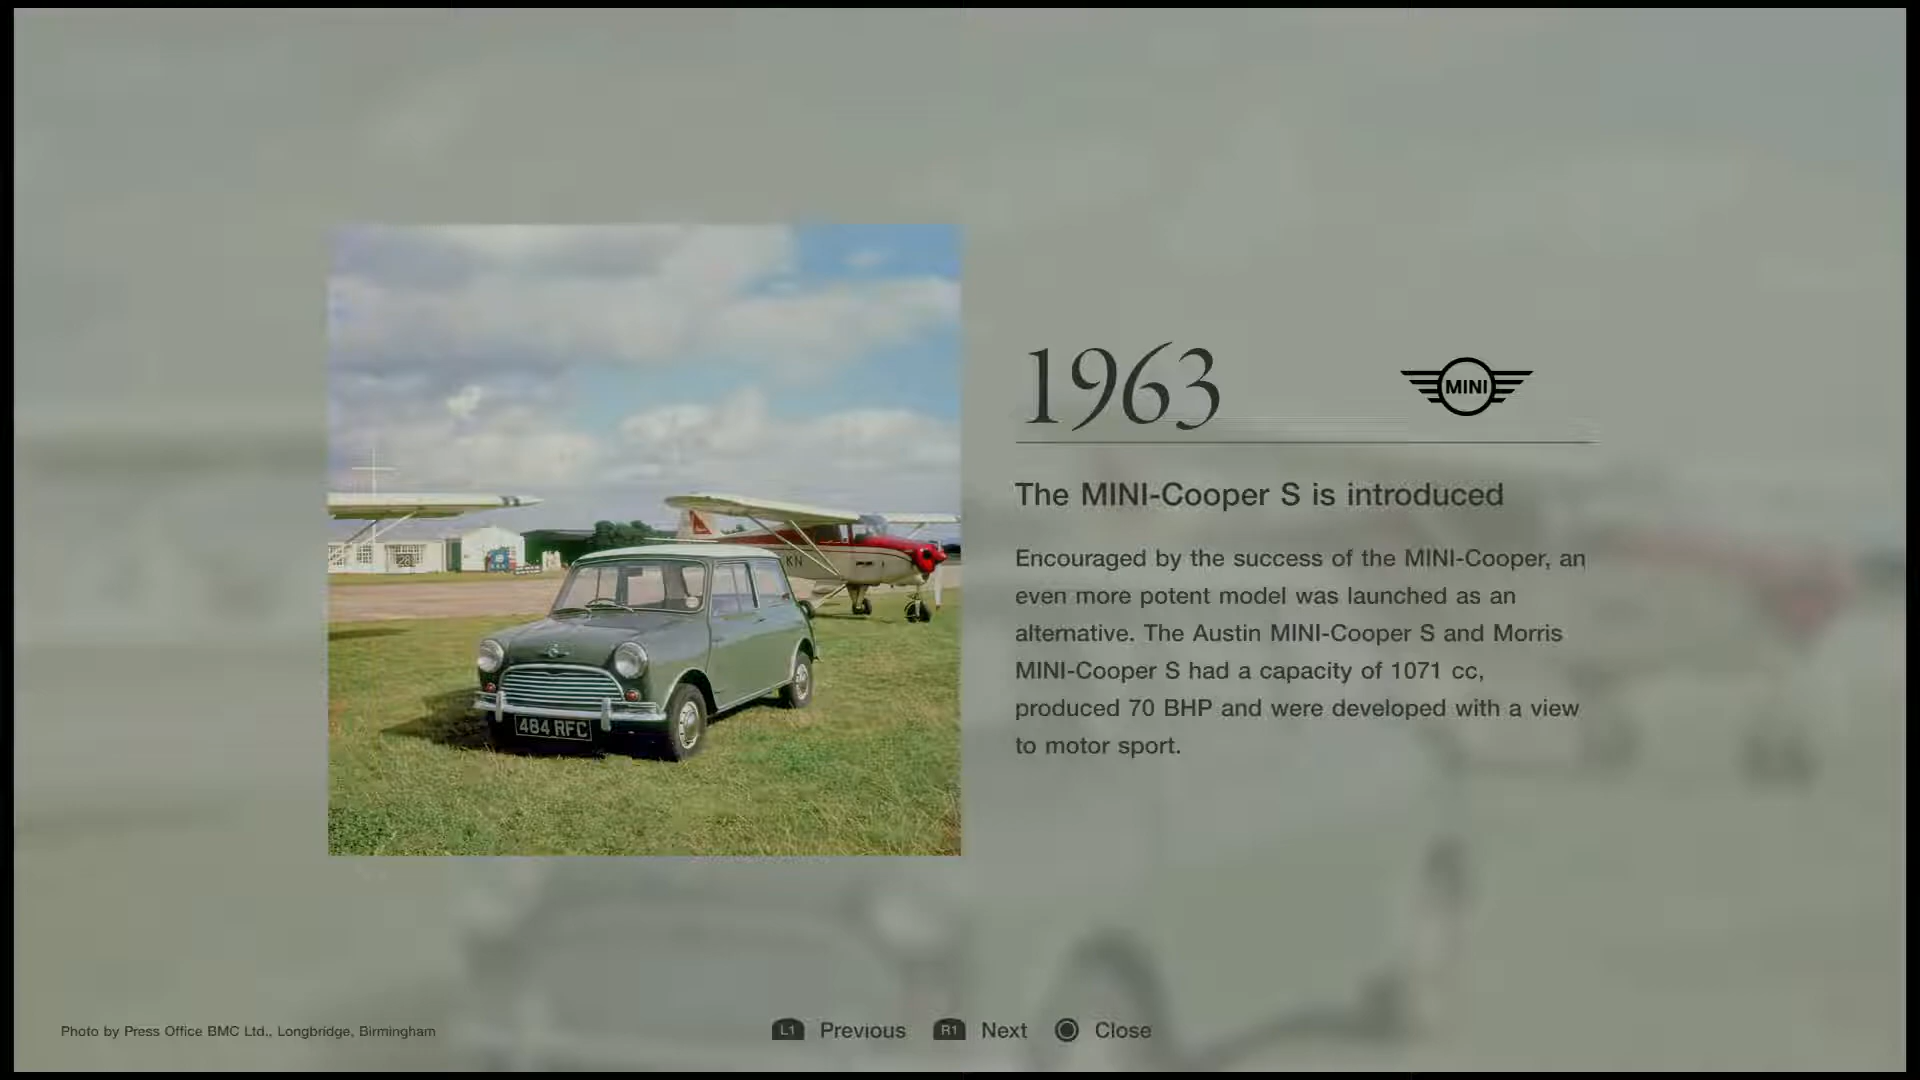 1963
MINI
The MINI-Cooper S is introduced
Encouraged by the success of the MINI-Cooper, an
even more potent model was launched as an
alternative. The Austin MINI-Cooper S and Morris
MINI-Cooper S had a capacity of 1071 cc,
produced 70 BHP and were developed with a view
to motor sport.
KN
484 RFC
Photo by Press Office BMC Ltd., Longbridge, Birmingham
L1 Previous R1 Next Close